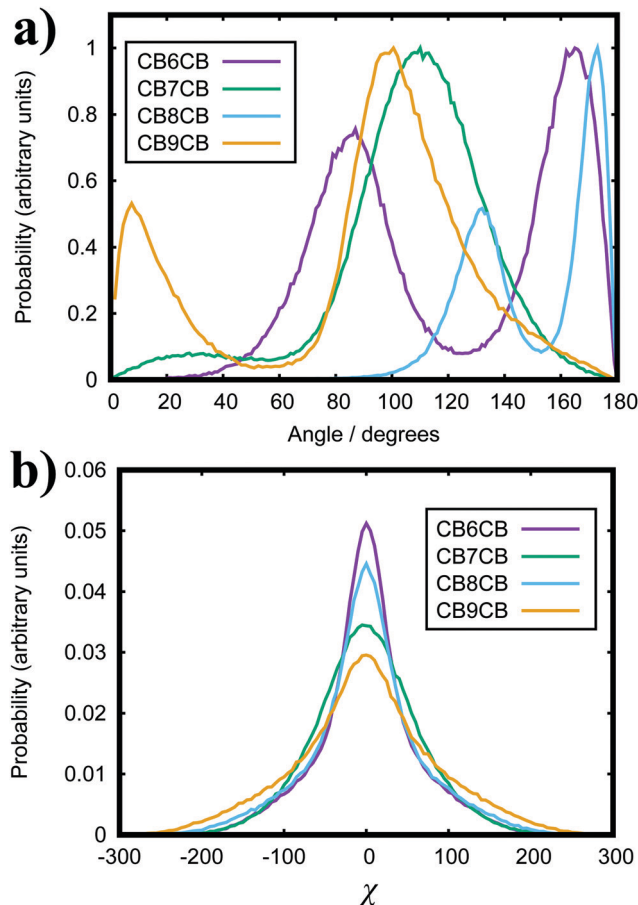 a)
1
0.8
0.6
0.4
0.2
0
Probability (arbitrary units)
CB6CB
CB7CB
CB8CB
CB9CB
0 20 40 60 80 100 120 140 160 180
Angle / degrees
b)
0.06
0.05
0.04
0.03
0.02
0.01
0
Probability (arbitrary units)
CB6CB
CB7CB
CB8CB
CB9CB
-300 -200 -100 0 100 200 300
χ